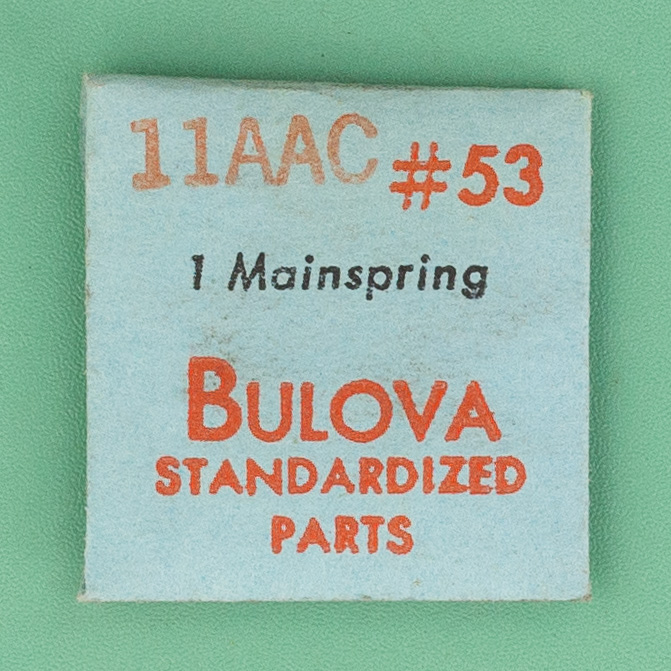 11AAC #53
1 Mainspring
BULOVA
STANDARDIZED
PARTS